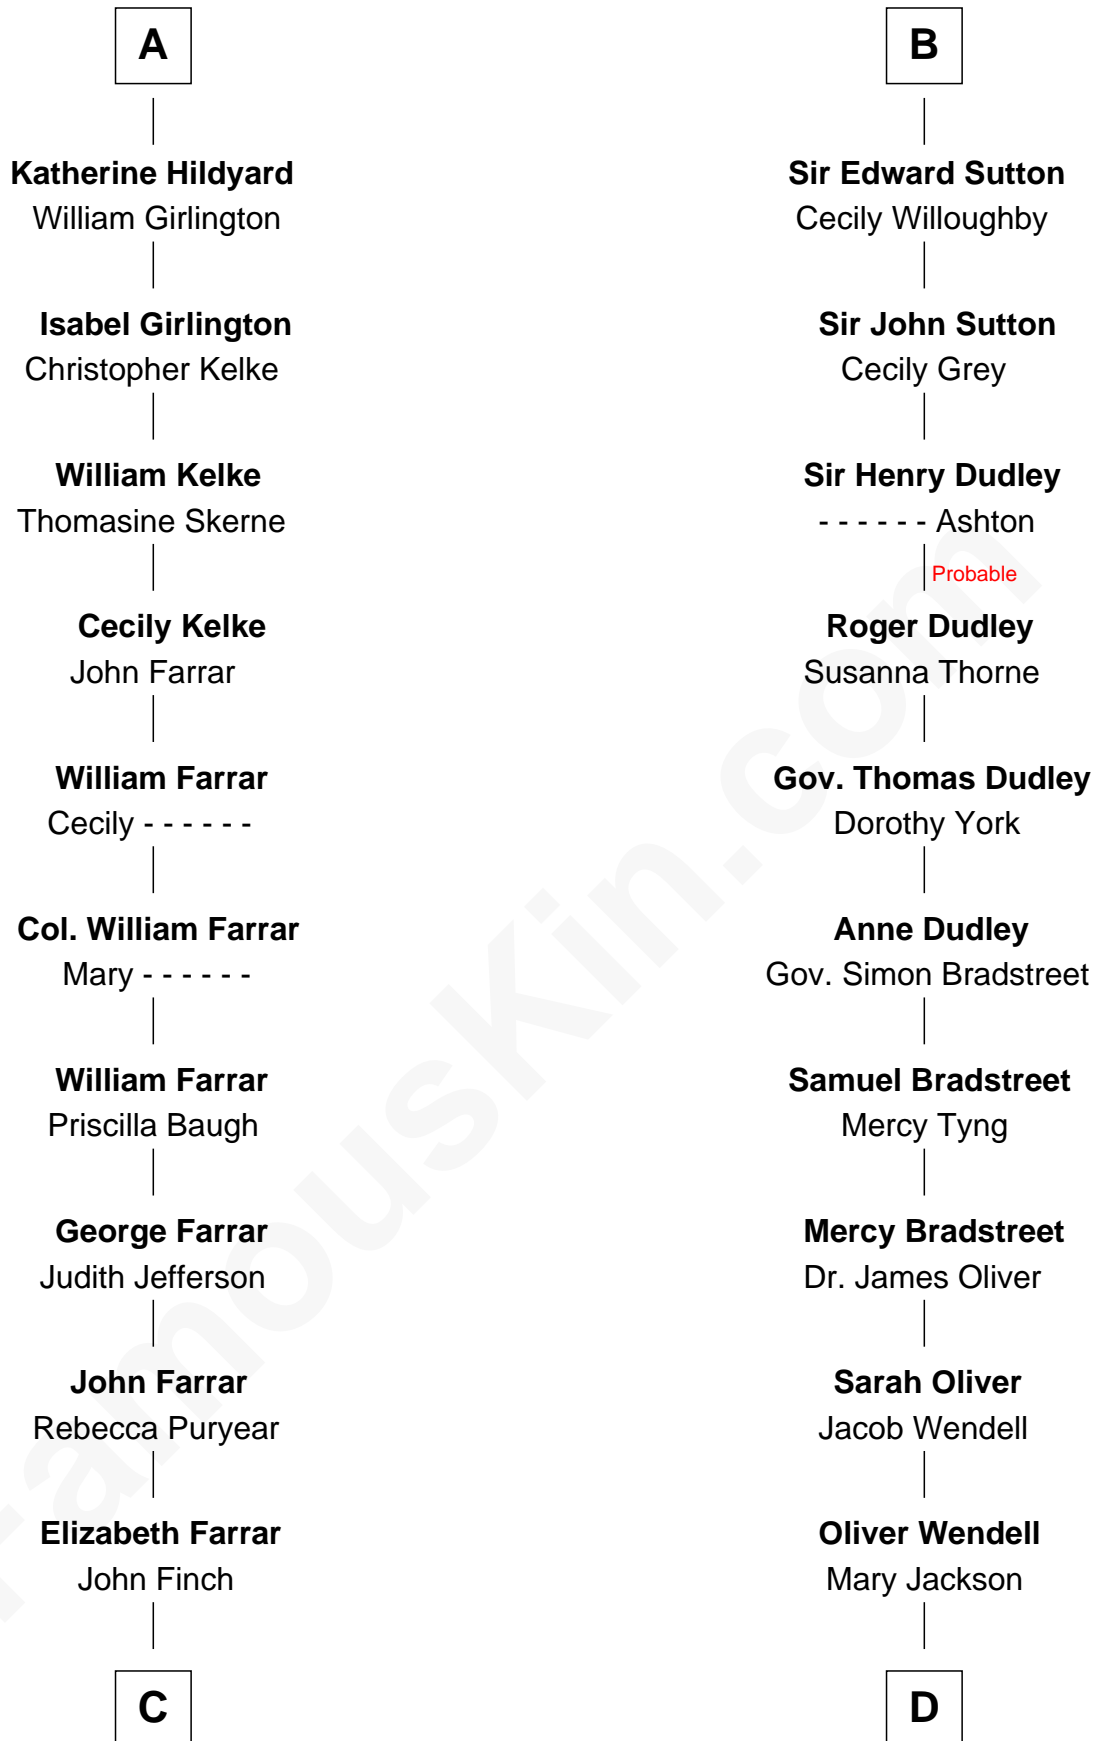 A
Katherine Hildyard
William Girlington
Isabel Girlington
Christopher Kelke
William Kelke
Thomasine Skerne
Cecily Kelke
John Farrar
William Farrar
Cecily - - - - - -
Col. William Farrar
Mary - - - - - -
William Farrar
Priscilla Baugh
George Farrar
Judith Jefferson
John Farrar
Rebecca Puryear
Elizabeth Farrar
John Finch
C
B
Sir Edward Sutton
Cecily Willoughby
Sir John Sutton
Cecily Grey
Sir Henry Dudley
- - - - - - Ashton
Probable
Roger Dudley
Susanna Thorne
Gov. Thomas Dudley
Dorothy York
Anne Dudley
Gov. Simon Bradstreet
Samuel Bradstreet
Mercy Tyng
Mercy Bradstreet
Dr. James Oliver
Sarah Oliver
Jacob Wendell
Oliver Wendell
Mary Jackson
D
FamousKin.com